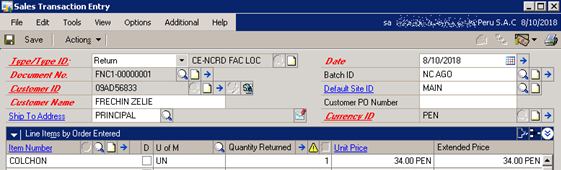 Sales Transaction Entry
File Edit Tools View Options Additional Help sa Peru S.A.C 8/10/2018
Save Actions
Type/Type ID: Return CE-NCRD FAC LOC Date 8/10/2018
Document No. FNC1-00000001 Batch ID NC AGO
Customer ID 09AD56833 Default Site ID MAIN
Customer Name FRECHIN ZELIE Customer PO Number
Ship To Address PRINCIPAL Currency ID PEN
Line Items by Order Entered
Item Number D U of M Quantity Returned Unit Price Extended Price
COLCHON UN 1 34.00 PEN 34.00 PEN